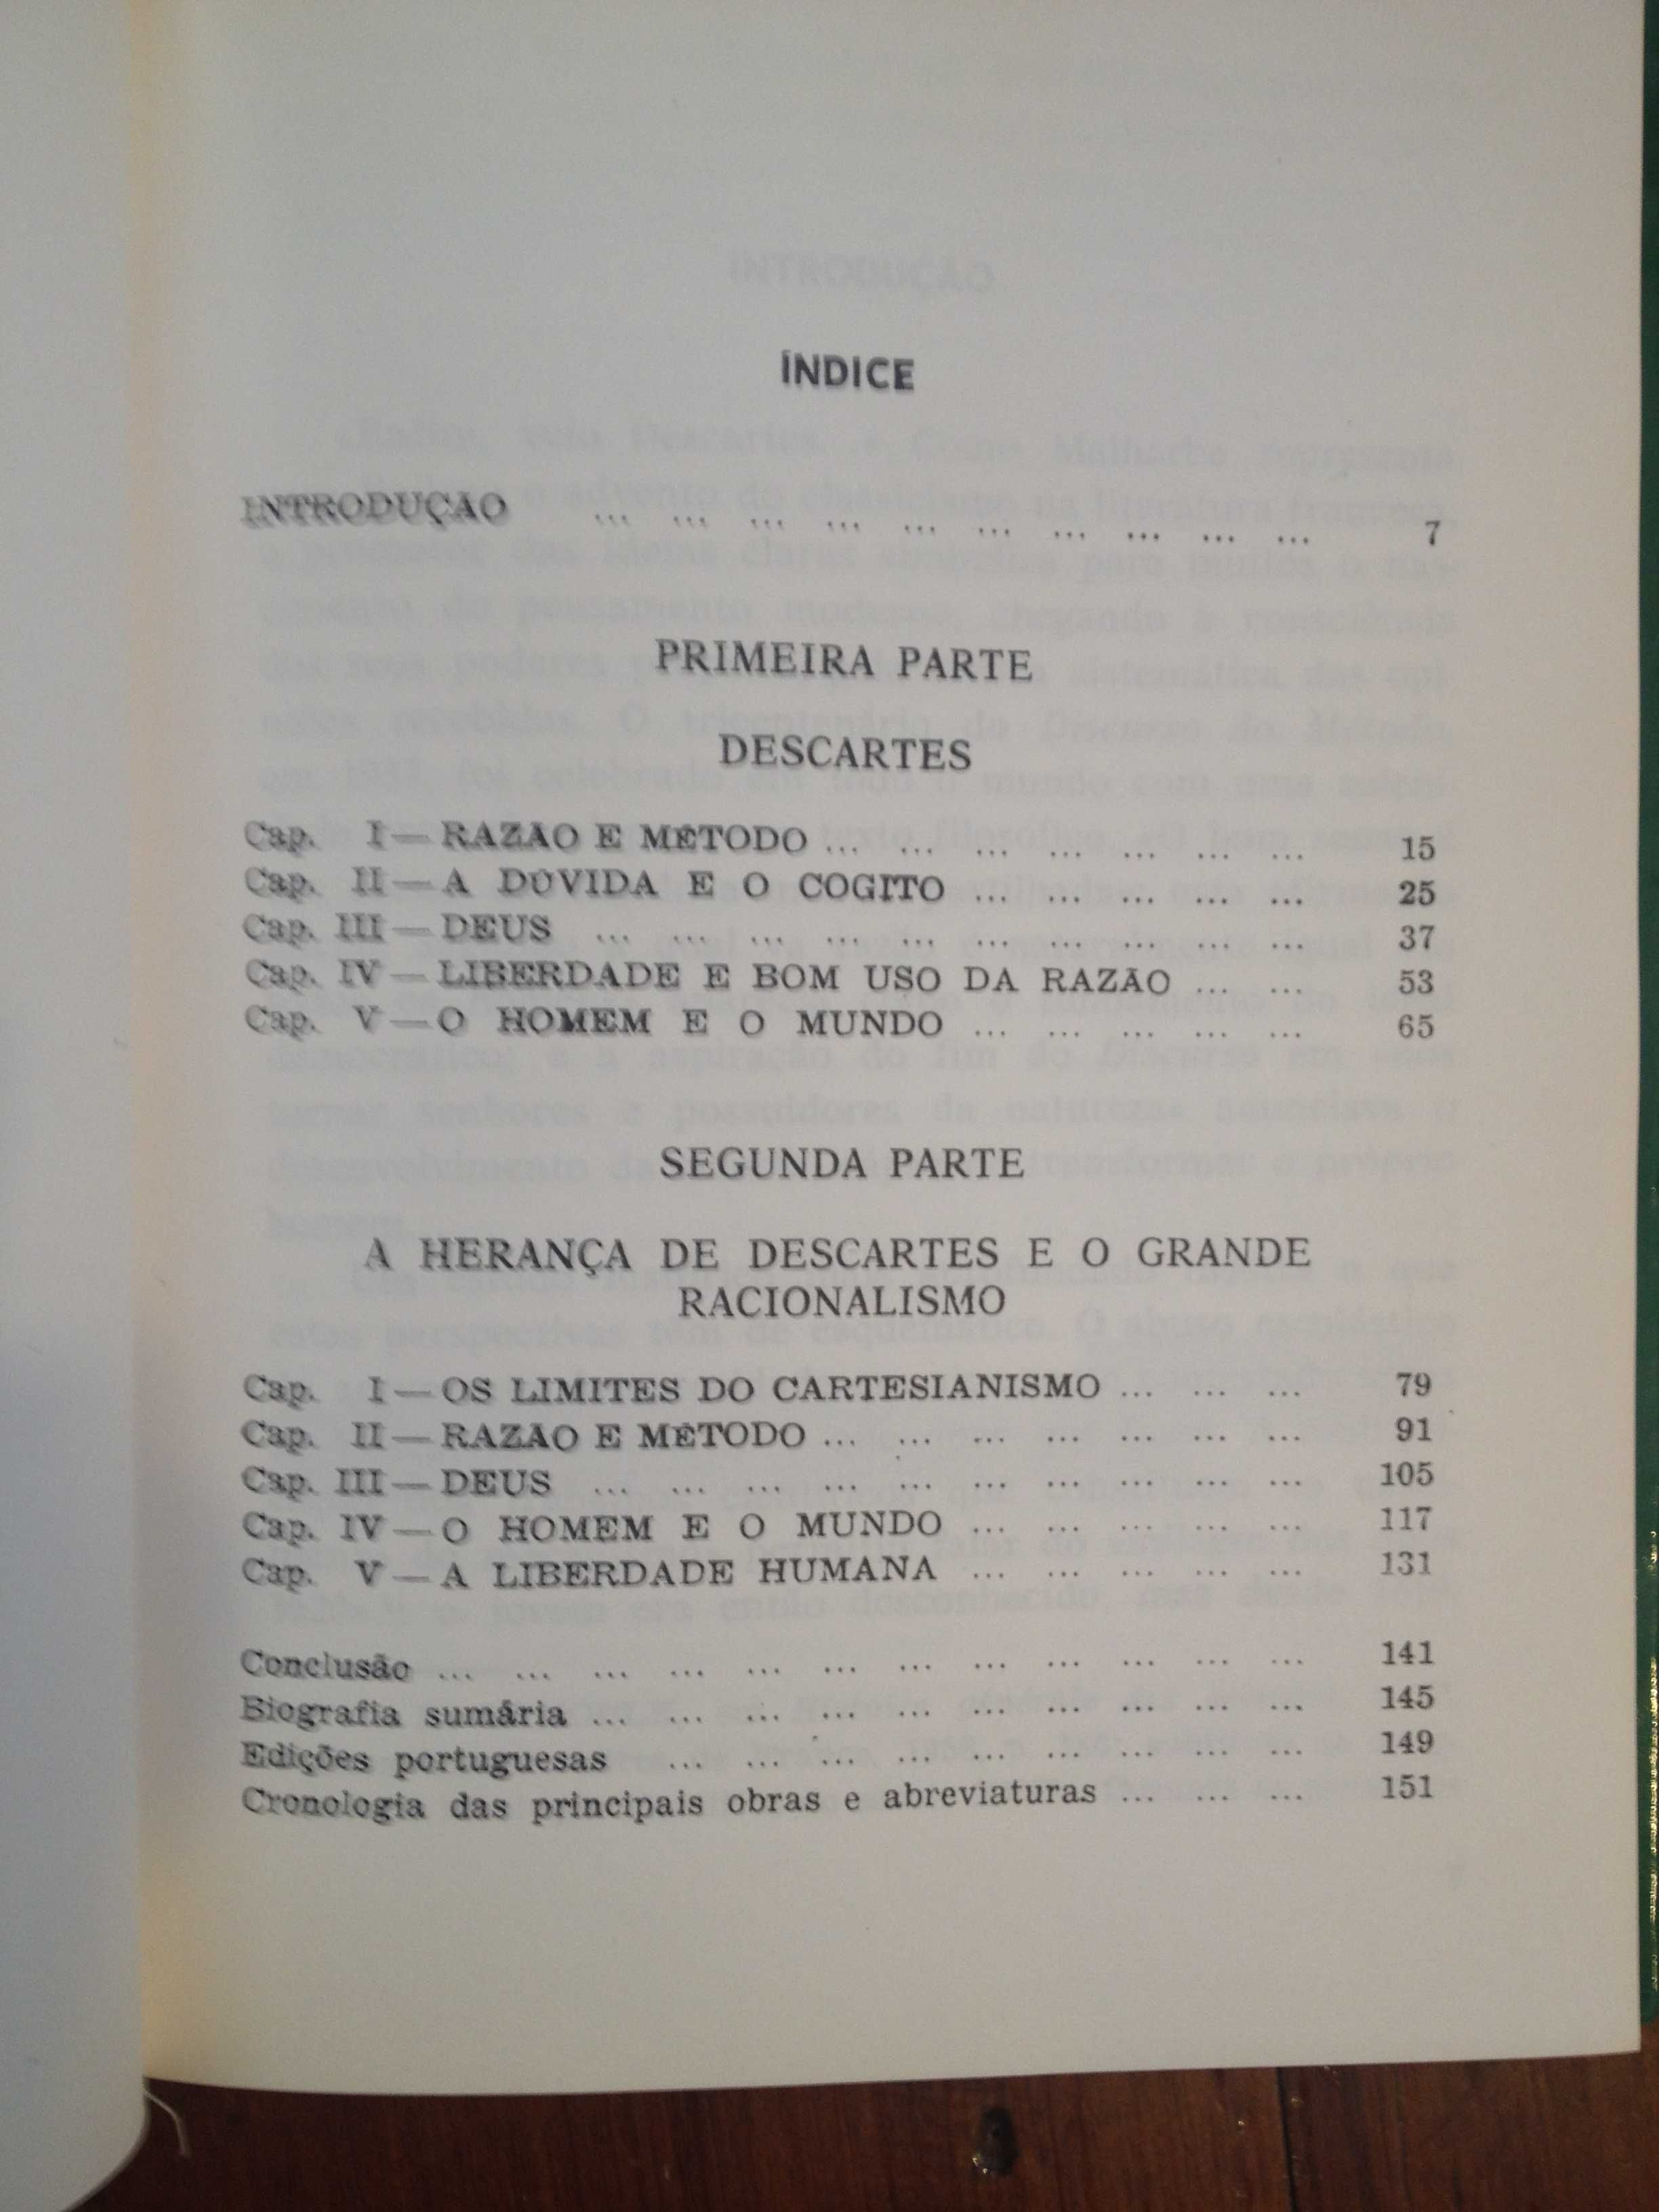 ÍNDICE
INTRODUÇÃO ... ... ... ... ... ... ... ... ... ... 7
PRIMEIRA PARTE
DESCARTES
Cap. I — RAZÃO E MÉTODO ... ... ... ... ... ... ... 15
Cap. II — A DÚVIDA E O COGITO ... ... ... ... ... 25
Cap. III — DEUS ... ... ... ... ... ... ... ... ... ... 37
Cap. IV — LIBERDADE E BOM USO DA RAZÃO ... ... 53
Cap. V — O HOMEM E O MUNDO ... ... ... ... ... 65
SEGUNDA PARTE
A HERANÇA DE DESCARTES E O GRANDE
RACIONALISMO
Cap. I — OS LIMITES DO CARTESIANISMO ... ... ... 79
Cap. II — RAZÃO E MÉTODO ... ... ... ... ... ... ... 91
Cap. III — DEUS ... ... ... ... ... ... ... ... ... ... 105
Cap. IV — O HOMEM E O MUNDO ... ... ... ... ... 117
Cap. V — A LIBERDADE HUMANA ... ... ... ... ... 131
Conclusão ... ... ... ... ... ... ... ... ... ... ... ... 141
Biografia sumária ... ... ... ... ... ... ... ... ... ... 145
Edições portuguesas ... ... ... ... ... ... ... ... ... 149
Cronologia das principais obras e abreviaturas ... ... ... 151